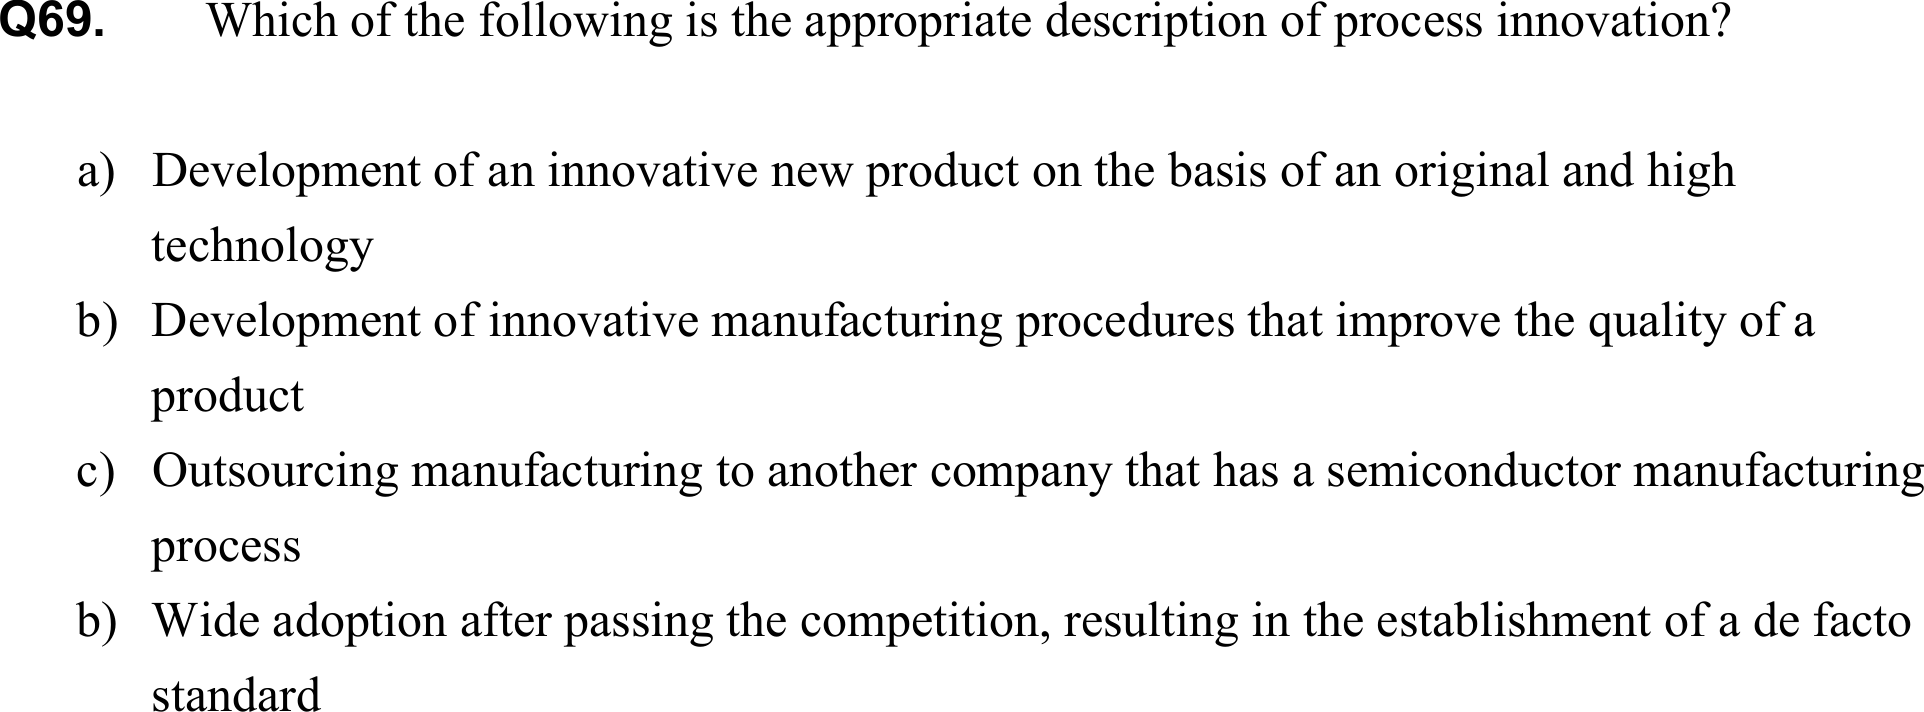 Q69. Which of the following is the appropriate description of process innovation?
a) Development of an innovative new product on the basis of an original and high
technology
b) Development of innovative manufacturing procedures that improve the quality of a
product
c) Outsourcing manufacturing to another company that has a semiconductor manufacturing
process
b) Wide adoption after passing the competition, resulting in the establishment of a de facto
standard